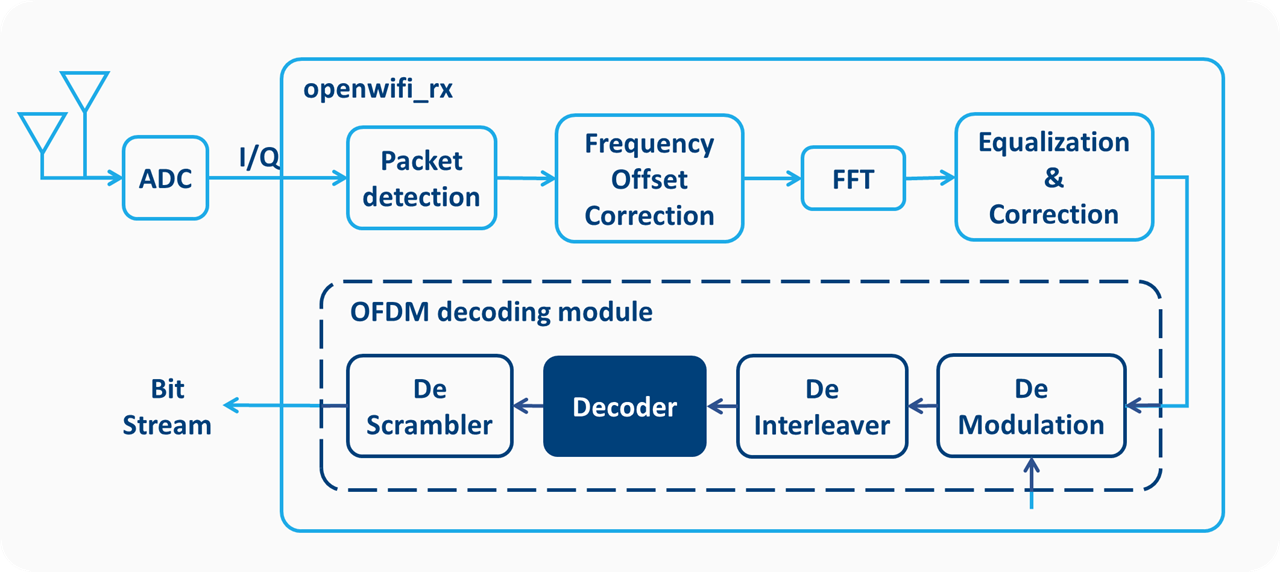 openwifi_rx
ADC
I/Q
Packet
detection
Frequency
Offset
Correction
FFT
Equalization
&
Correction
OFDM decoding module
Bit
Stream
De
Scrambler
Decoder
De
Interleaver
De
Modulation